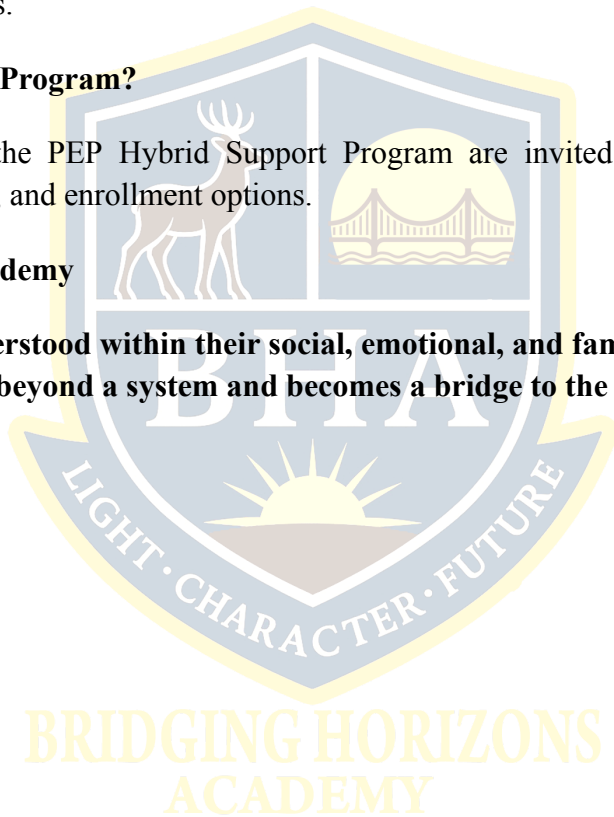 s.
Program?
the PEP Hybrid Support Program are invited
and enrollment options.
demy
erstood within their social, emotional, and fam
beyond a system and becomes a bridge to the
BHA
LIGHT · CHARACTER · FUTURE
BRIDGING HORIZONS
ACADEMY